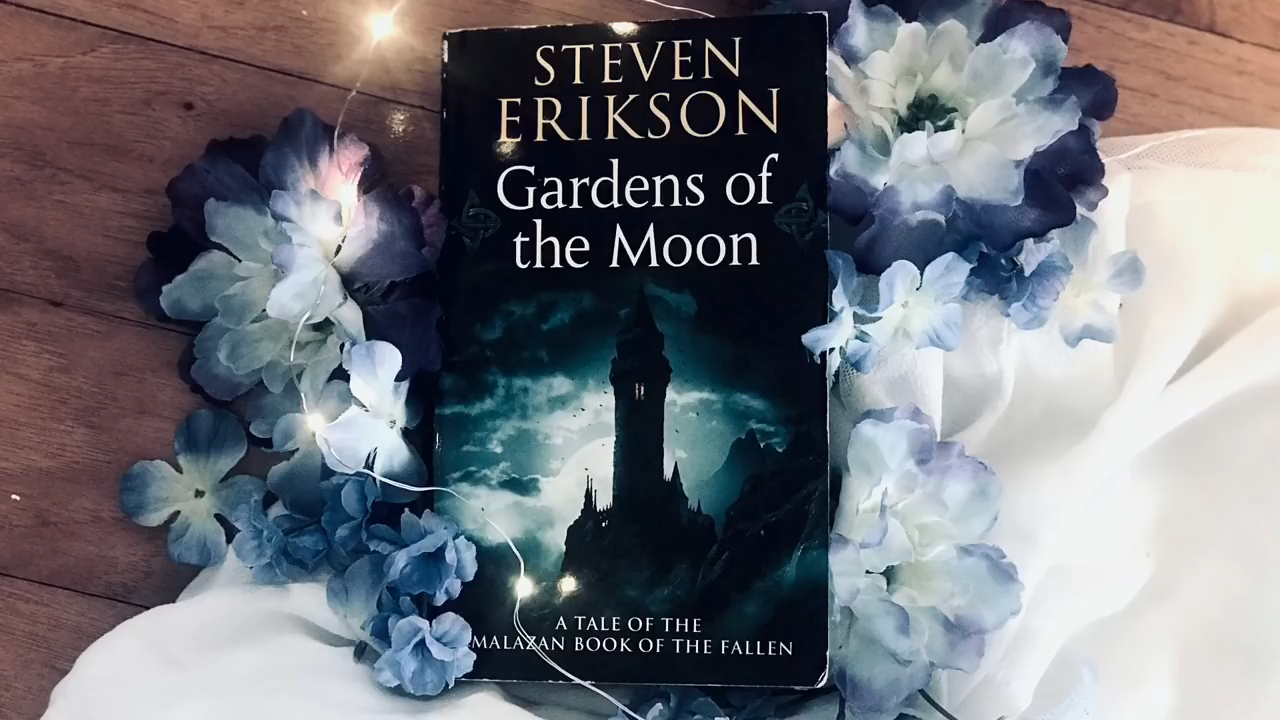 STEVEN
ERIKSON
Gardens of
the Moon
A TALE OF THE
MALAZAN BOOK OF THE FALLEN